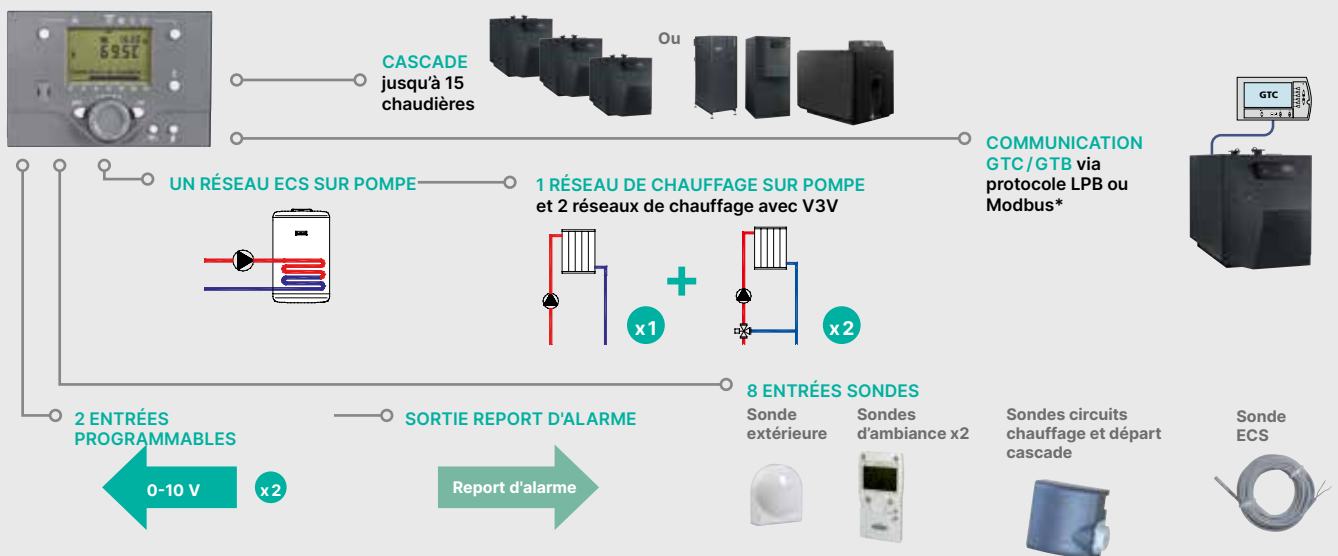 CASCADE
jusqu'à 15
chaudières
Ou
GTC
COMMUNICATION
GTC / GTB via
protocole LPB ou
Modbus*
UN RÉSEAU ECS SUR POMPE
1 RÉSEAU DE CHAUFFAGE SUR POMPE
et 2 réseaux de chauffage avec V3V
+
x1
x2
2 ENTRÉES
PROGRAMMABLES
0-10 V
x2
SORTIE REPORT D'ALARME
Report d'alarme
8 ENTRÉES SONDES
Sonde
extérieure
Sondes
d'ambiance x2
Sondes circuits
chauffage et départ
cascade
Sonde
ECS